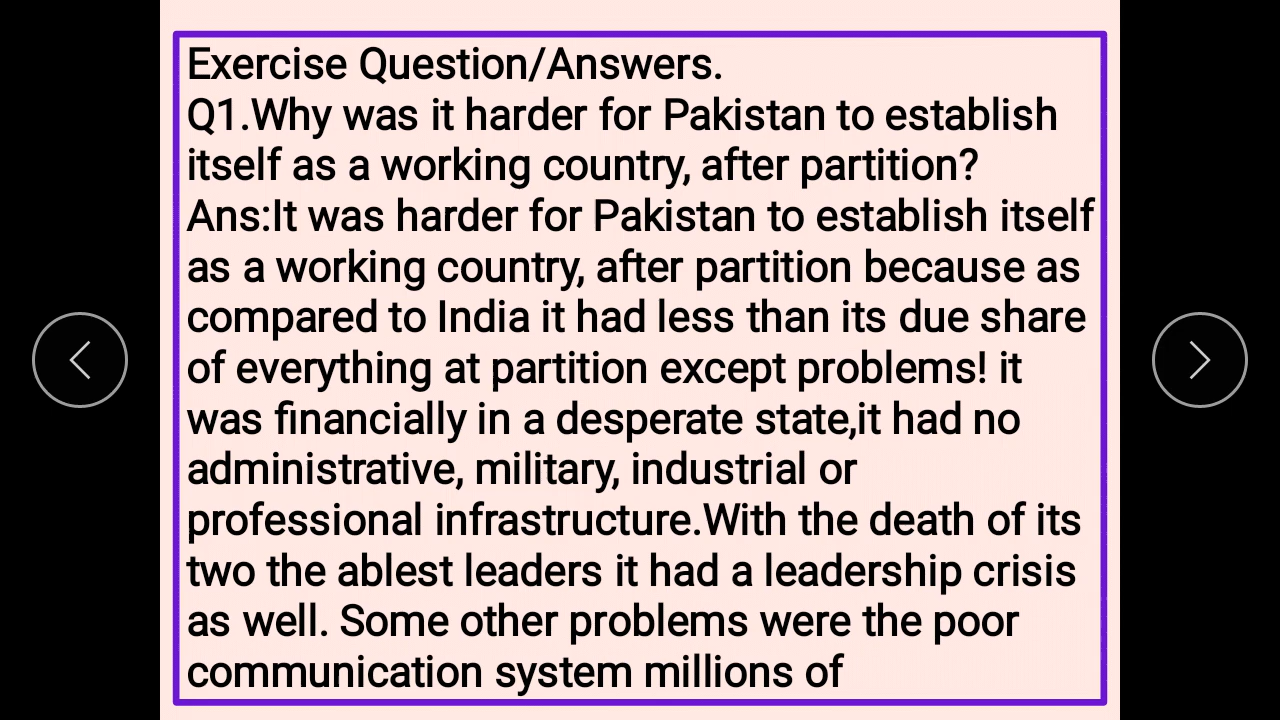 Exercise Question/Answers.
Q1.Why was it harder for Pakistan to establish
itself as a working country, after partition?
Ans:It was harder for Pakistan to establish itself
as a working country, after partition because as
compared to India it had less than its due share
of everything at partition except problems! it
was financially in a desperate state,it had no
administrative, military, industrial or
professional infrastructure.With the death of its
two the ablest leaders it had a leadership crisis
as well. Some other problems were the poor
communication system millions of